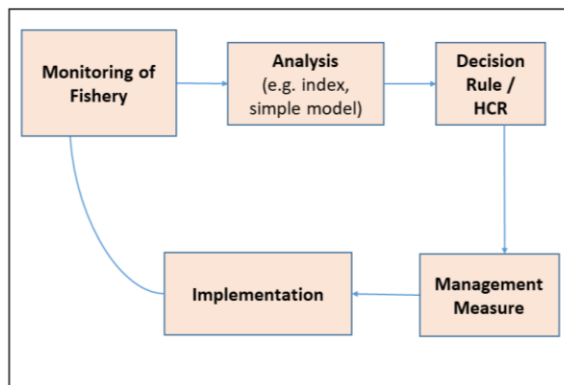 Monitoring of
Fishery
Analysis
(e.g. index,
simple model)
Decision
Rule /
HCR
Implementation
Management
Measure